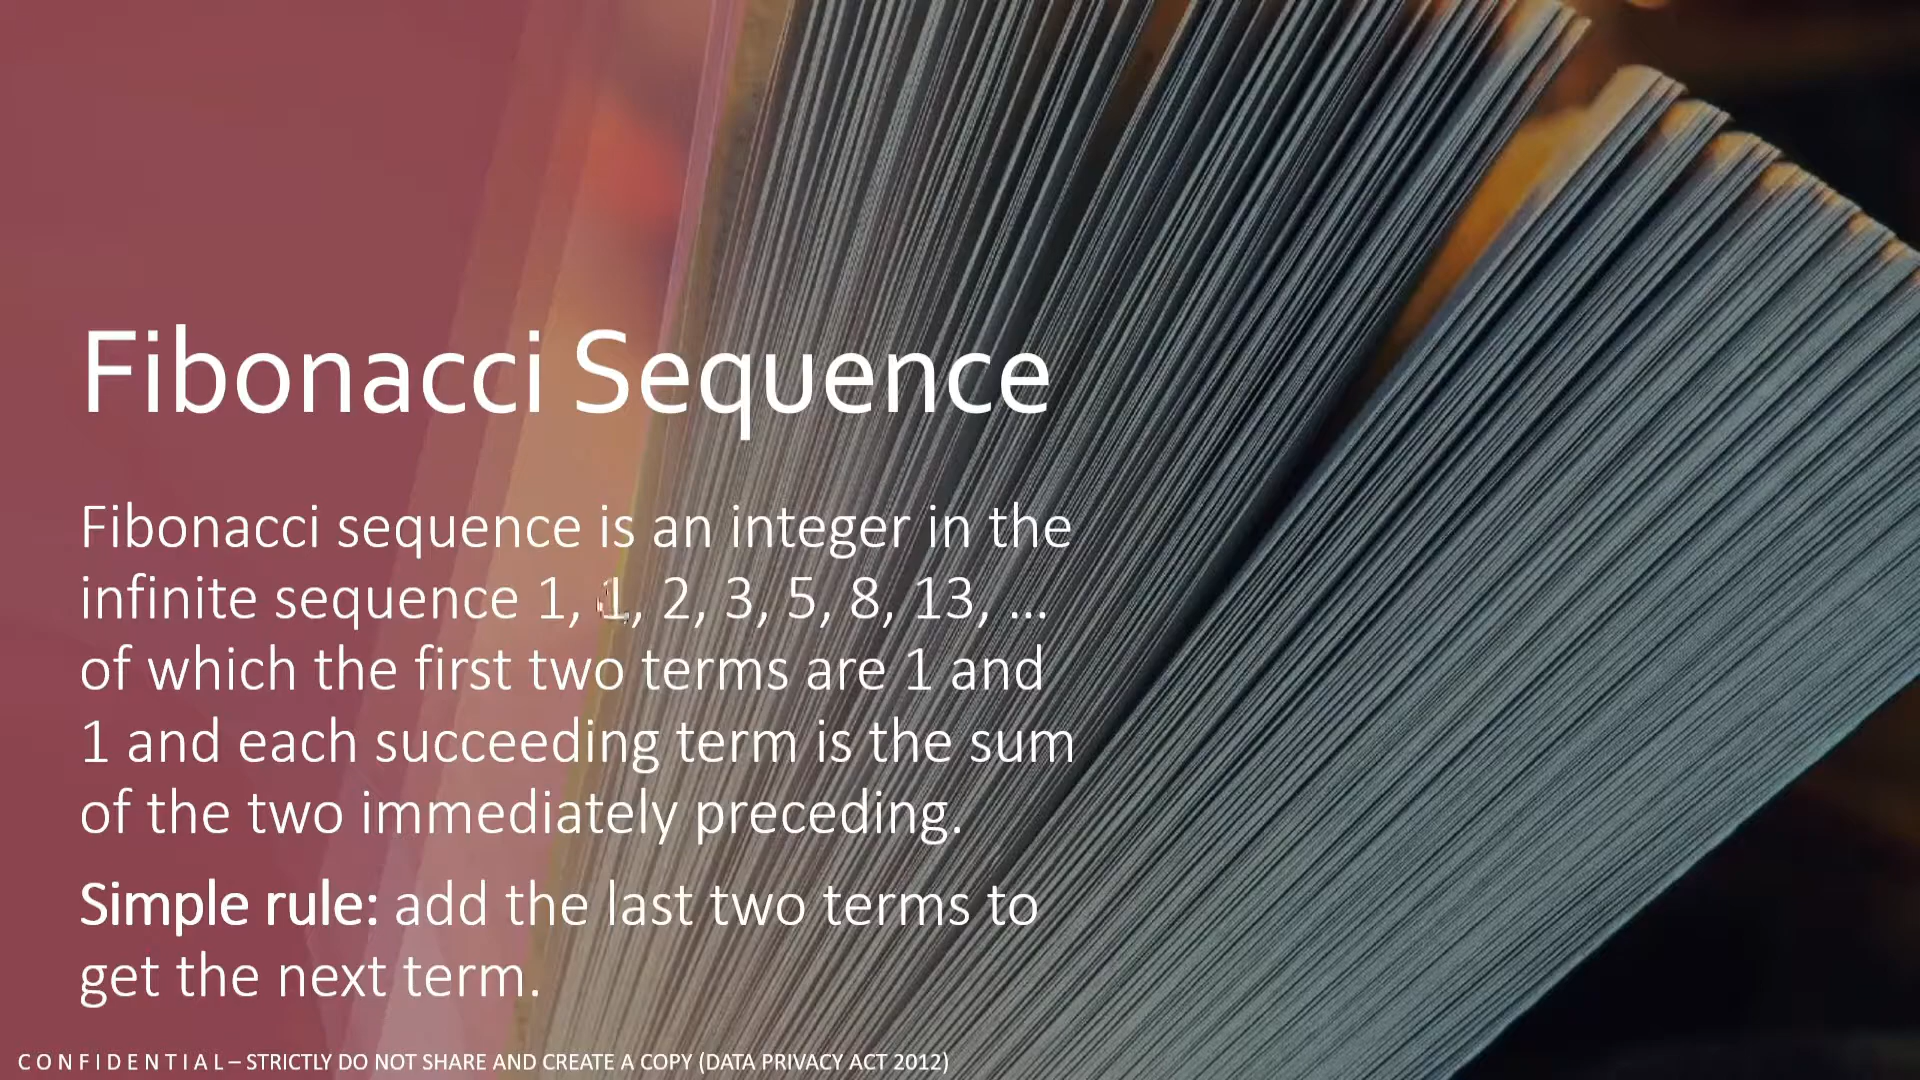 Fibonacci Sequence
Fibonacci sequence is an integer in the
infinite sequence 1, 1, 2, 3, 5, 8, 13, ...
of which the first two terms are 1 and
1 and each succeeding term is the sum
of the two immediately preceding.
Simple rule: add the last two terms to
get the next term.
CONFIDENTIAL – STRICTLY DO NOT SHARE AND CREATE A COPY (DATA PRIVACY ACT 2012)